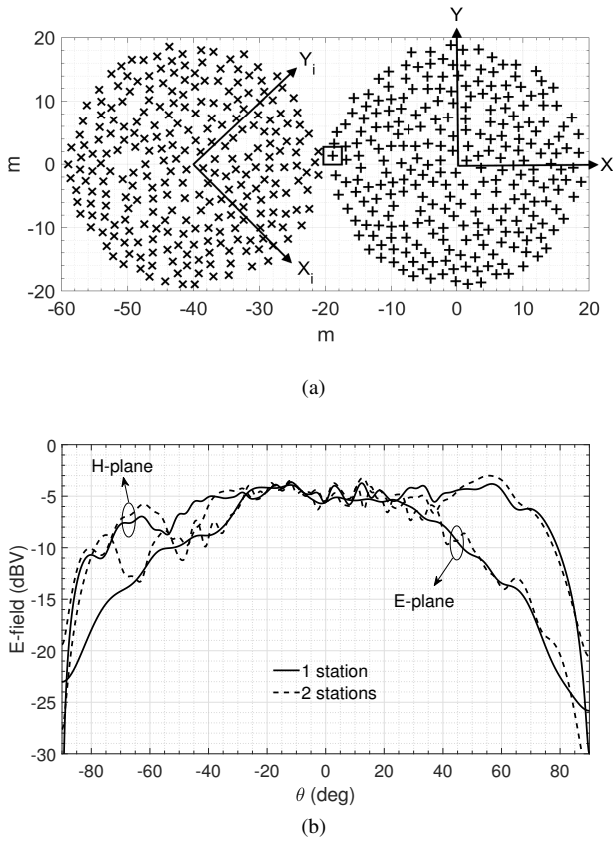 Y
20
10
0
-10
-20
m
Y
i
X
i
X
-60 -50 -40 -30 -20 -10 0 10 20
m
(a)
0
-5
-10
-15
-20
-25
-30
E-field (dBV)
H-plane
E-plane
1 station
2 stations
-80 -60 -40 -20 0 20 40 60 80
θ (deg)
(b)